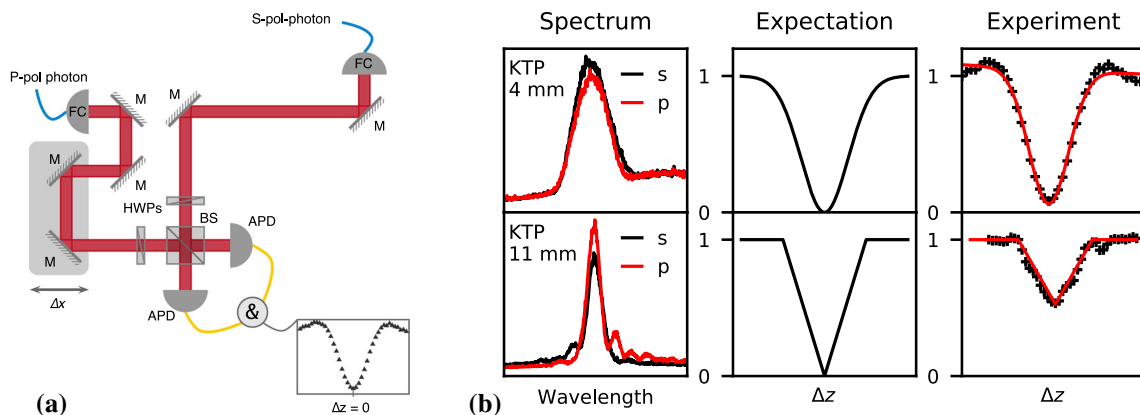 S-pol-photon
P-pol photon
FC
FC
M
M
M
M
M
HWPs
BS
APD
M
Δx
APD
&
Δz = 0
(a)
Spectrum
Expectation
Experiment
KTP
4 mm
s
p
1
0
1
0
KTP
11 mm
s
p
1
0
1
0
Wavelength
Δz
Δz
(b)